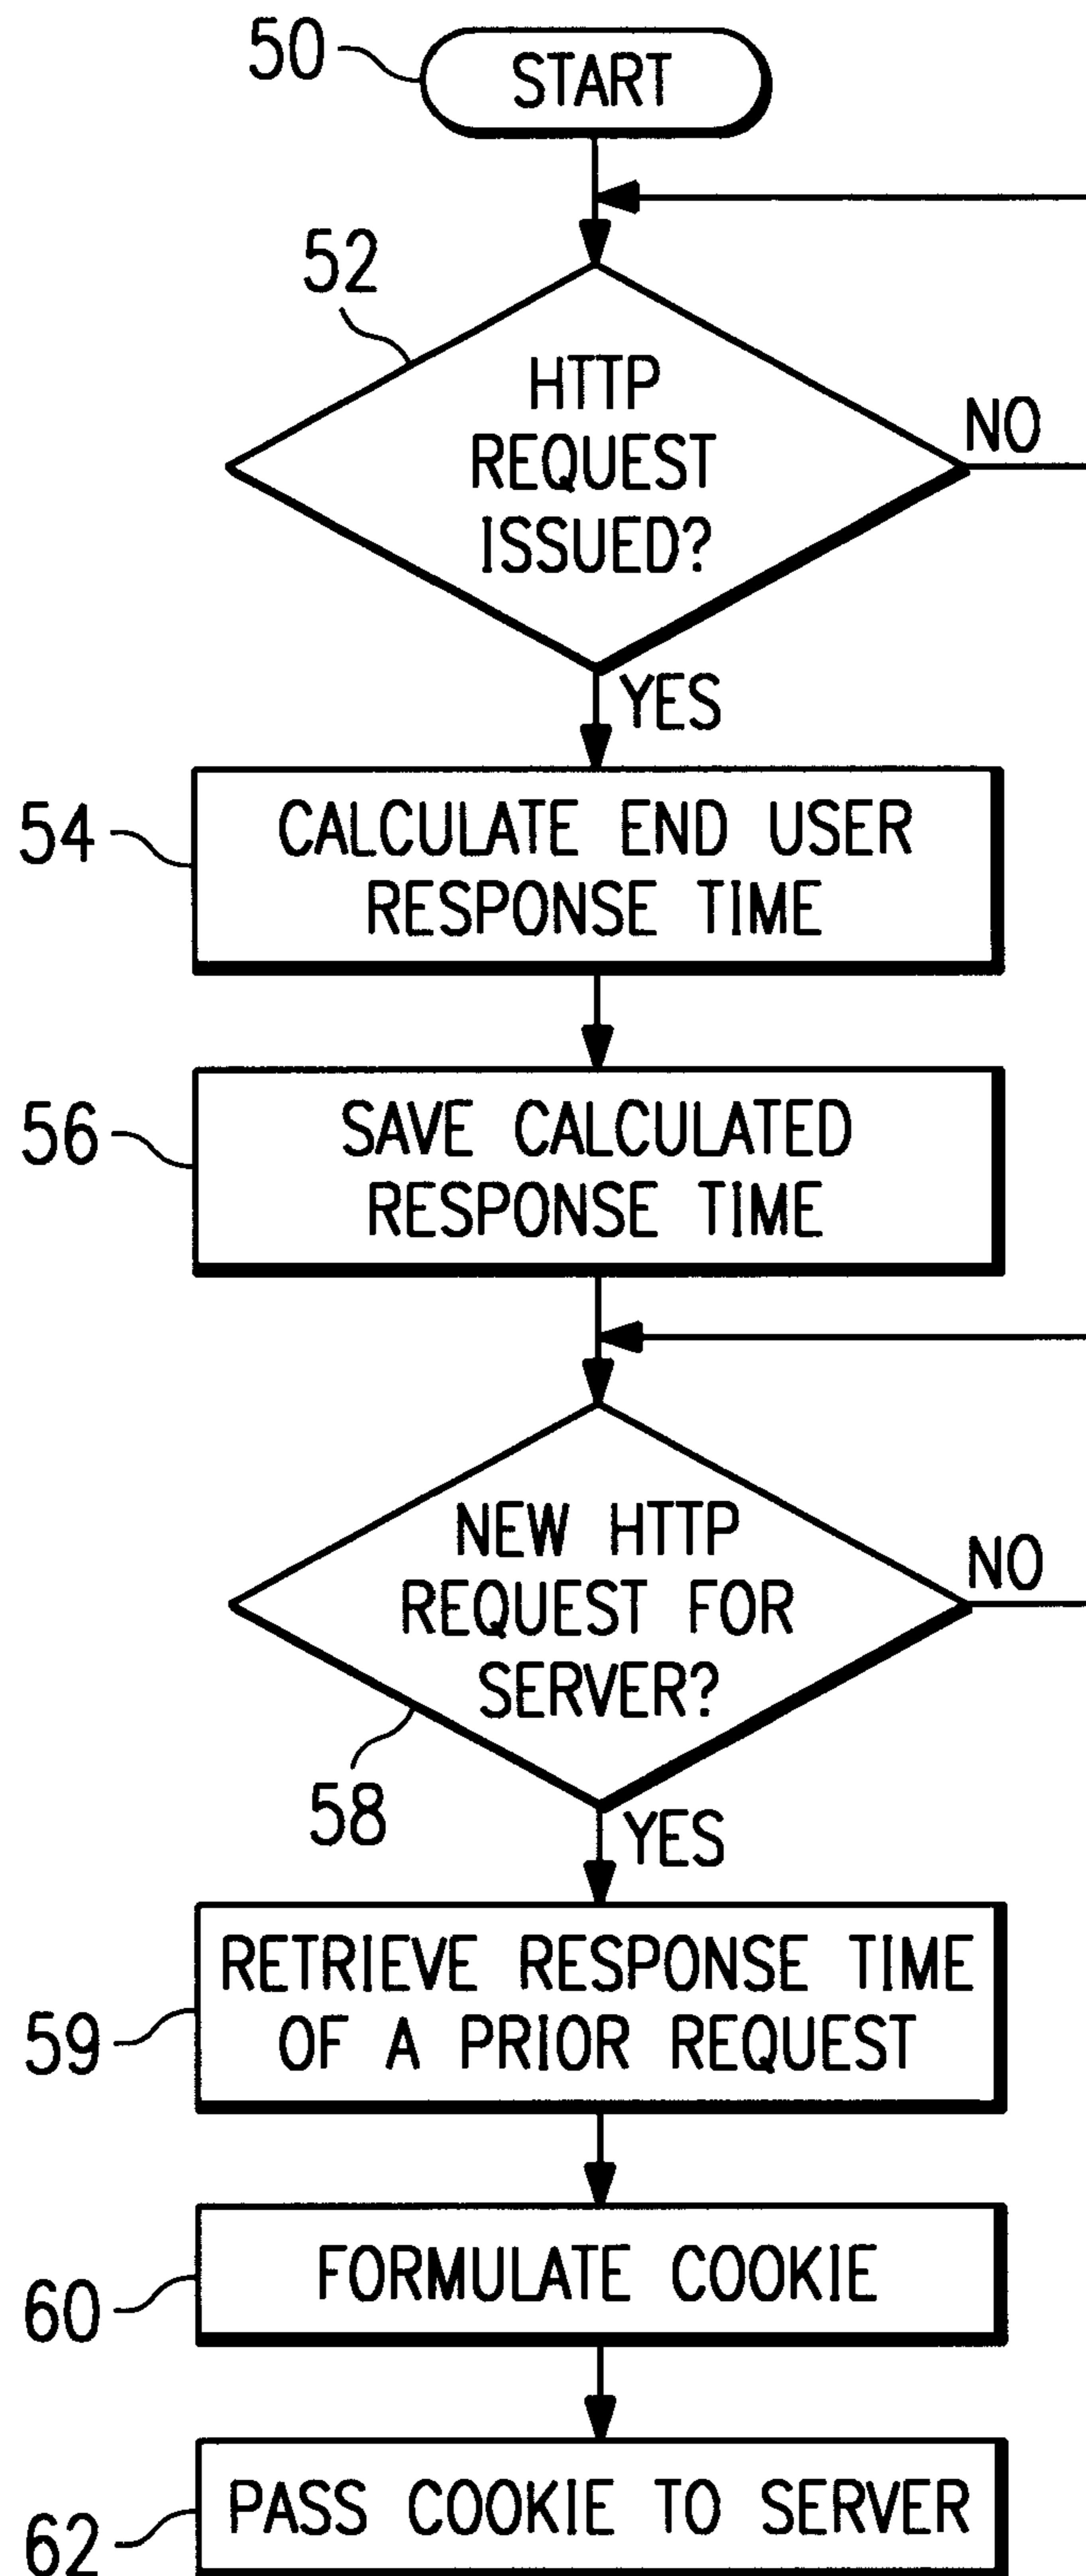 50
START
52
HTTP
REQUEST
ISSUED?
NO
YES
54
CALCULATE END USER
RESPONSE TIME
56
SAVE CALCULATED
RESPONSE TIME
NEW HTTP
REQUEST FOR
SERVER?
NO
58
YES
59
RETRIEVE RESPONSE TIME
OF A PRIOR REQUEST
60
FORMULATE COOKIE
62
PASS COOKIE TO SERVER